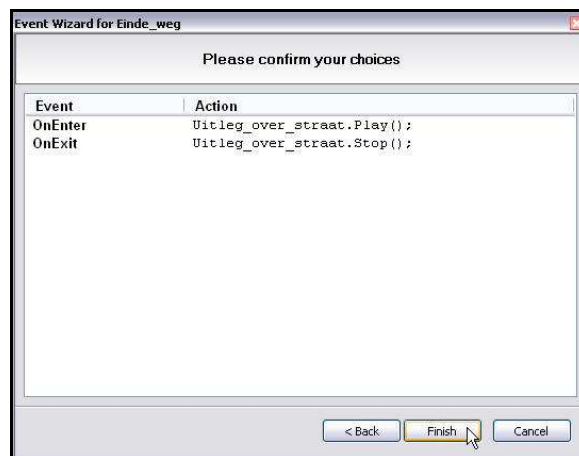 Event Wizard for Einde_weg
Please confirm your choices
Event Action
OnEnter Uitleg_over_straat.Play();
OnExit Uitleg_over_straat.Stop();
< Back Finish Cancel